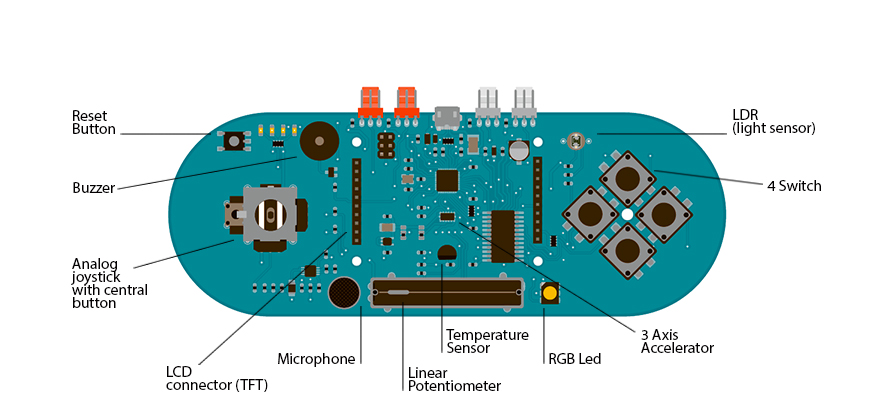 Reset
Button
Buzzer
Analog
joystick
with central
button
LCD
connector (TFT)
Microphone
Linear
Potentiometer
Temperature
Sensor
RGB Led
3 Axis
Accelerator
4 Switch
LDR
(light sensor)